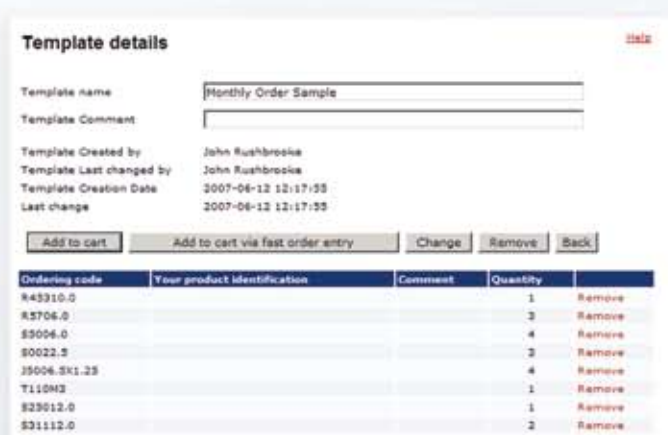 Template details Help
Template name Monthly Order Sample
Template Comment
Template Created by John Rushbrooke
Template Last changed by John Rushbrooke
Template Creation Date 2007-06-12 12:17:55
Last change 2007-06-12 12:17:55
Add to cart Add to cart via fast order entry Change Remove Back
Ordering code Your product identification Comment Quantity
R45310.0 1 Remove
R5706.0 3 Remove
S5006.0 4 Remove
S0022.5 3 Remove
J5006.5X1.25 4 Remove
T110M3 1 Remove
S25012.0 1 Remove
S31112.0 2 Remove